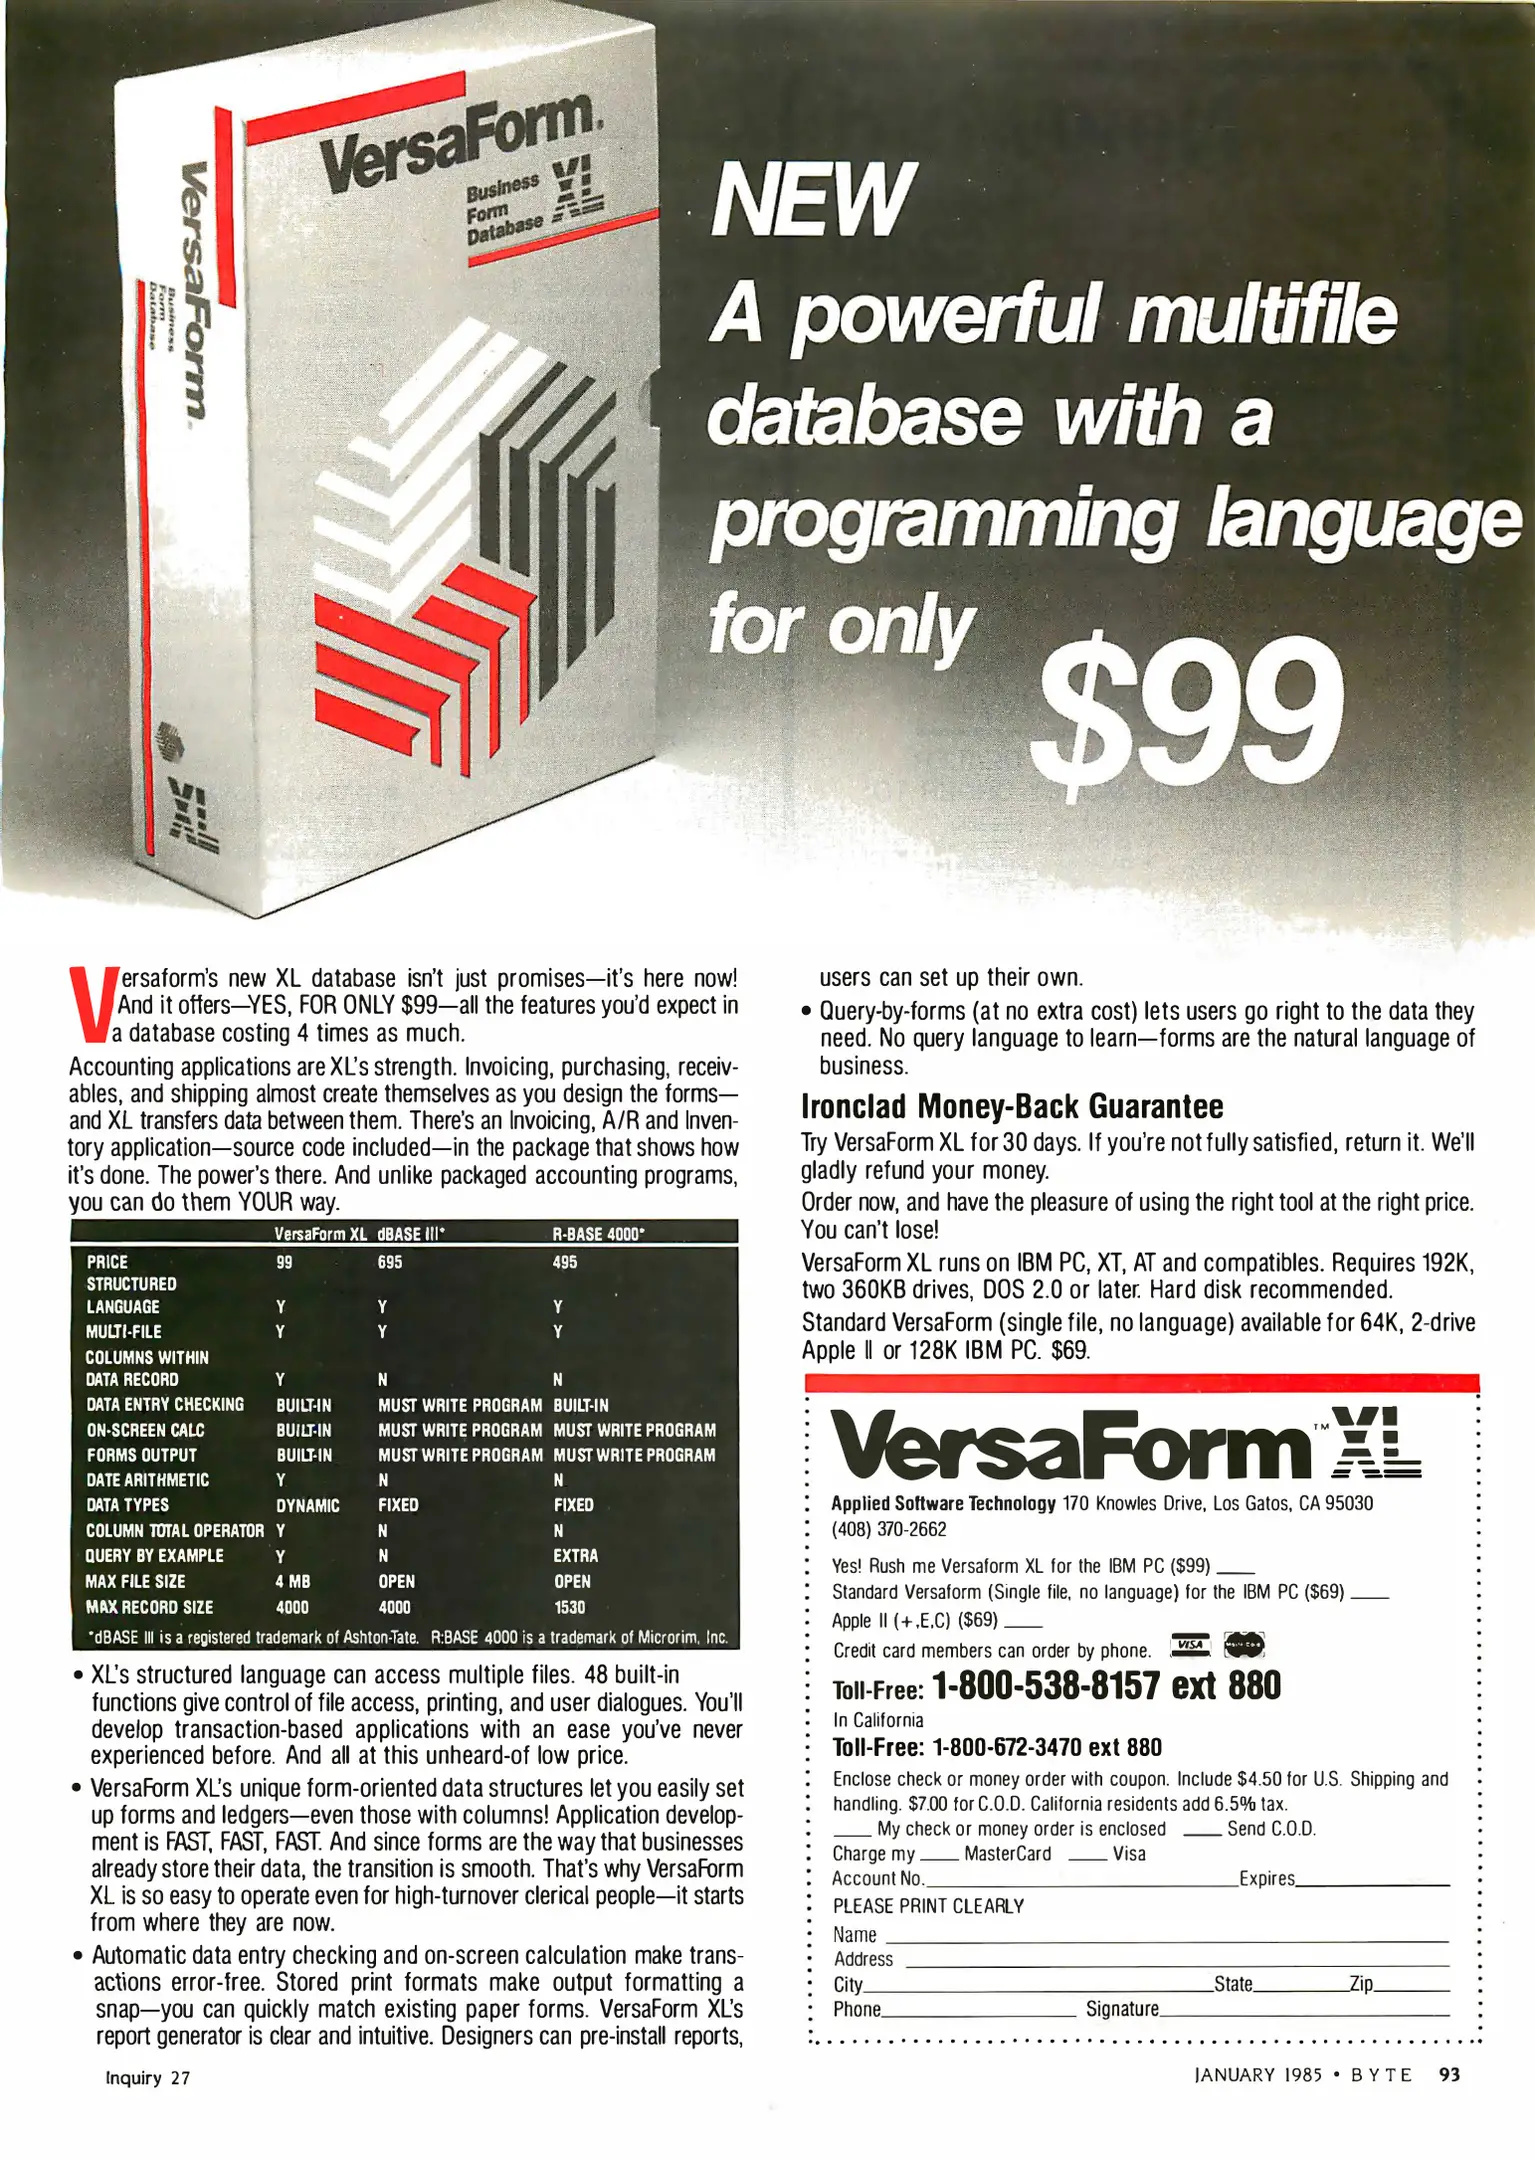 VersaForm.
Business
Form
Database
XL
VersaForm.
Business
Form
Database
XL
NEW
A powerful multifile
database with a
programming language
for only
$99
Versaform's new XL database isn't just promises—it's here now!
And it offers—YES, FOR ONLY $99—all the features you'd expect in
a database costing 4 times as much.
Accounting applications are XL's strength. Invoicing, purchasing, receiv-
ables, and shipping almost create themselves as you design the forms—
and XL transfers data between them. There's an Invoicing, A/R and Inven-
tory application—source code included—in the package that shows how
it's done. The power's there. And unlike packaged accounting programs,
you can do them YOUR way.
VersaForm XL dBASE III* R-BASE 4000*
PRICE 99 695 495
STRUCTURED
LANGUAGE Y Y Y
MULTI-FILE Y Y Y
COLUMNS WITHIN
DATA RECORD Y N N
DATA ENTRY CHECKING BUILT-IN MUST WRITE PROGRAM BUILT-IN
ON-SCREEN CALC BUILT-IN MUST WRITE PROGRAM MUST WRITE PROGRAM
FORMS OUTPUT BUILT-IN MUST WRITE PROGRAM MUST WRITE PROGRAM
DATE ARITHMETIC Y N N
DATA TYPES DYNAMIC FIXED FIXED
COLUMN TOTAL OPERATOR Y N N
QUERY BY EXAMPLE Y N EXTRA
MAX FILE SIZE 4 MB OPEN OPEN
MAX RECORD SIZE 4000 4000 1530
*dBASE III is a registered trademark of Ashton-Tate. R:BASE 4000 is a trademark of Microrim, Inc.
• XL's structured language can access multiple files. 48 built-in
functions give control of file access, printing, and user dialogues. You'll
develop transaction-based applications with an ease you've never
experienced before. And all at this unheard-of low price.
• VersaForm XL's unique form-oriented data structures let you easily set
up forms and ledgers—even those with columns! Application develop-
ment is FAST, FAST, FAST. And since forms are the way that businesses
already store their data, the transition is smooth. That's why VersaForm
XL is so easy to operate even for high-turnover clerical people—it starts
from where they are now.
• Automatic data entry checking and on-screen calculation make trans-
actions error-free. Stored print formats make output formatting a
snap—you can quickly match existing paper forms. VersaForm XL's
report generator is clear and intuitive. Designers can pre-install reports,
users can set up their own.
• Query-by-forms (at no extra cost) lets users go right to the data they
need. No query language to learn—forms are the natural language of
business.
Ironclad Money-Back Guarantee
Try VersaForm XL for 30 days. If you're not fully satisfied, return it. We'll
gladly refund your money.
Order now, and have the pleasure of using the right tool at the right price.
You can't lose!
VersaForm XL runs on IBM PC, XT, AT and compatibles. Requires 192K,
two 360KB drives, DOS 2.0 or later. Hard disk recommended.
Standard VersaForm (single file, no language) available for 64K, 2-drive
Apple II or 128K IBM PC. $69.
VersaForm™ XL
Applied Software Technology 170 Knowles Drive, Los Gatos, CA 95030
(408) 370-2662
Yes! Rush me Versaform XL for the IBM PC ($99) ____
Standard Versaform (Single file, no language) for the IBM PC ($69) ____
Apple II (+,E,C) ($69) ____
Credit card members can order by phone. VISA MasterCard
Toll-Free: 1-800-538-8157 ext 880
In California
Toll-Free: 1-800-672-3470 ext 880
Enclose check or money order with coupon. Include $4.50 for U.S. Shipping and
handling. $7.00 for C.O.D. California residents add 6.5% tax.
____ My check or money order is enclosed ____ Send C.O.D.
Charge my ____ MasterCard ____ Visa
Account No.____ Expires____
PLEASE PRINT CLEARLY
Name ____
Address ____
City____ State____ Zip____
Phone____ Signature____
Inquiry 27
JANUARY 1985 • BYTE 93